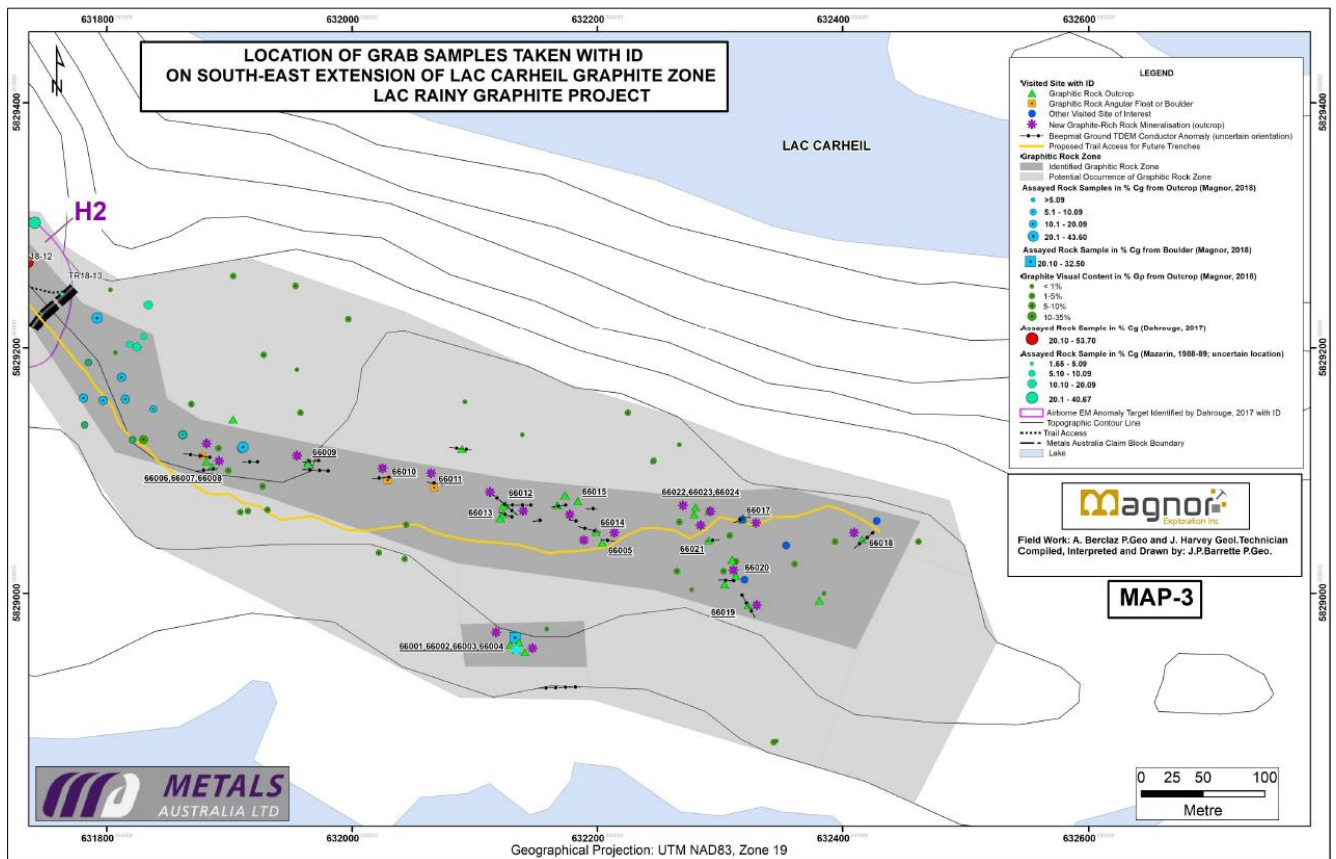 631800
632000
632200
632400
632600
LOCATION OF GRAB SAMPLES TAKEN WITH ID
ON SOUTH-EAST EXTENSION OF LAC CARHEIL GRAPHITE ZONE
LAC RAINY GRAPHITE PROJECT
N
5829400
5829200
5829000
LAC CARHEIL
H2
18-12
TR18-13
66009
66006,66007,66008
66010
66011
66012
66013
66015
66014
66005
66022,66023,66024
66017
66021
66018
66020
66019
66001,66002,66003,66004
LEGEND
Visited Site with ID
Graphitic Rock Outcrop
Graphitic Rock Angular Float or Boulder
Other Visited Site of Interest
New Graphite-Rich Rock Mineralisation (outcrop)
Beepmat Ground TDEM Conductor Anomaly (uncertain orientation)
Proposed Trail Access for Future Trenches
Graphitic Rock Zone
Identified Graphitic Rock Zone
Potential Occurrence of Graphitic Rock Zone
Assayed Rock Samples in % Cg from Outcrop (Magnor, 2018)
>5.09
5.1 - 10.09
10.1 - 20.09
20.1 - 43.60
Assayed Rock Sample in % Cg from Boulder (Magnor, 2018)
20.10 - 32.50
Graphite Visual Content in % Gp from Outcrop (Magnor, 2018)
< 1%
1-5%
5-10%
10-35%
Assayed Rock Sample in % Cg (Dahrouge, 2017)
20.10 - 53.70
Assayed Rock Sample in % Cg (Mazarin, 1988-89; uncertain location)
1.65 - 5.09
5.10 - 10.09
10.10 - 20.09
20.1 - 40.67
Airborne EM Anomaly Target Identified by Dahrouge, 2017 with ID
Topographic Contour Line
Trail Access
Metals Australia Claim Block Boundary
Lake
Magnor
Exploration Inc
Field Work: A. Berclaz P.Geo and J. Harvey Geol.Technician
Compiled, Interpreted and Drawn by: J.P.Barrette P.Geo.
MAP-3
0 25 50 100
Metre
METALS
AUSTRALIA LTD
5829400
5829200
5829000
631800
632000
632200
632400
632600
Geographical Projection: UTM NAD83, Zone 19